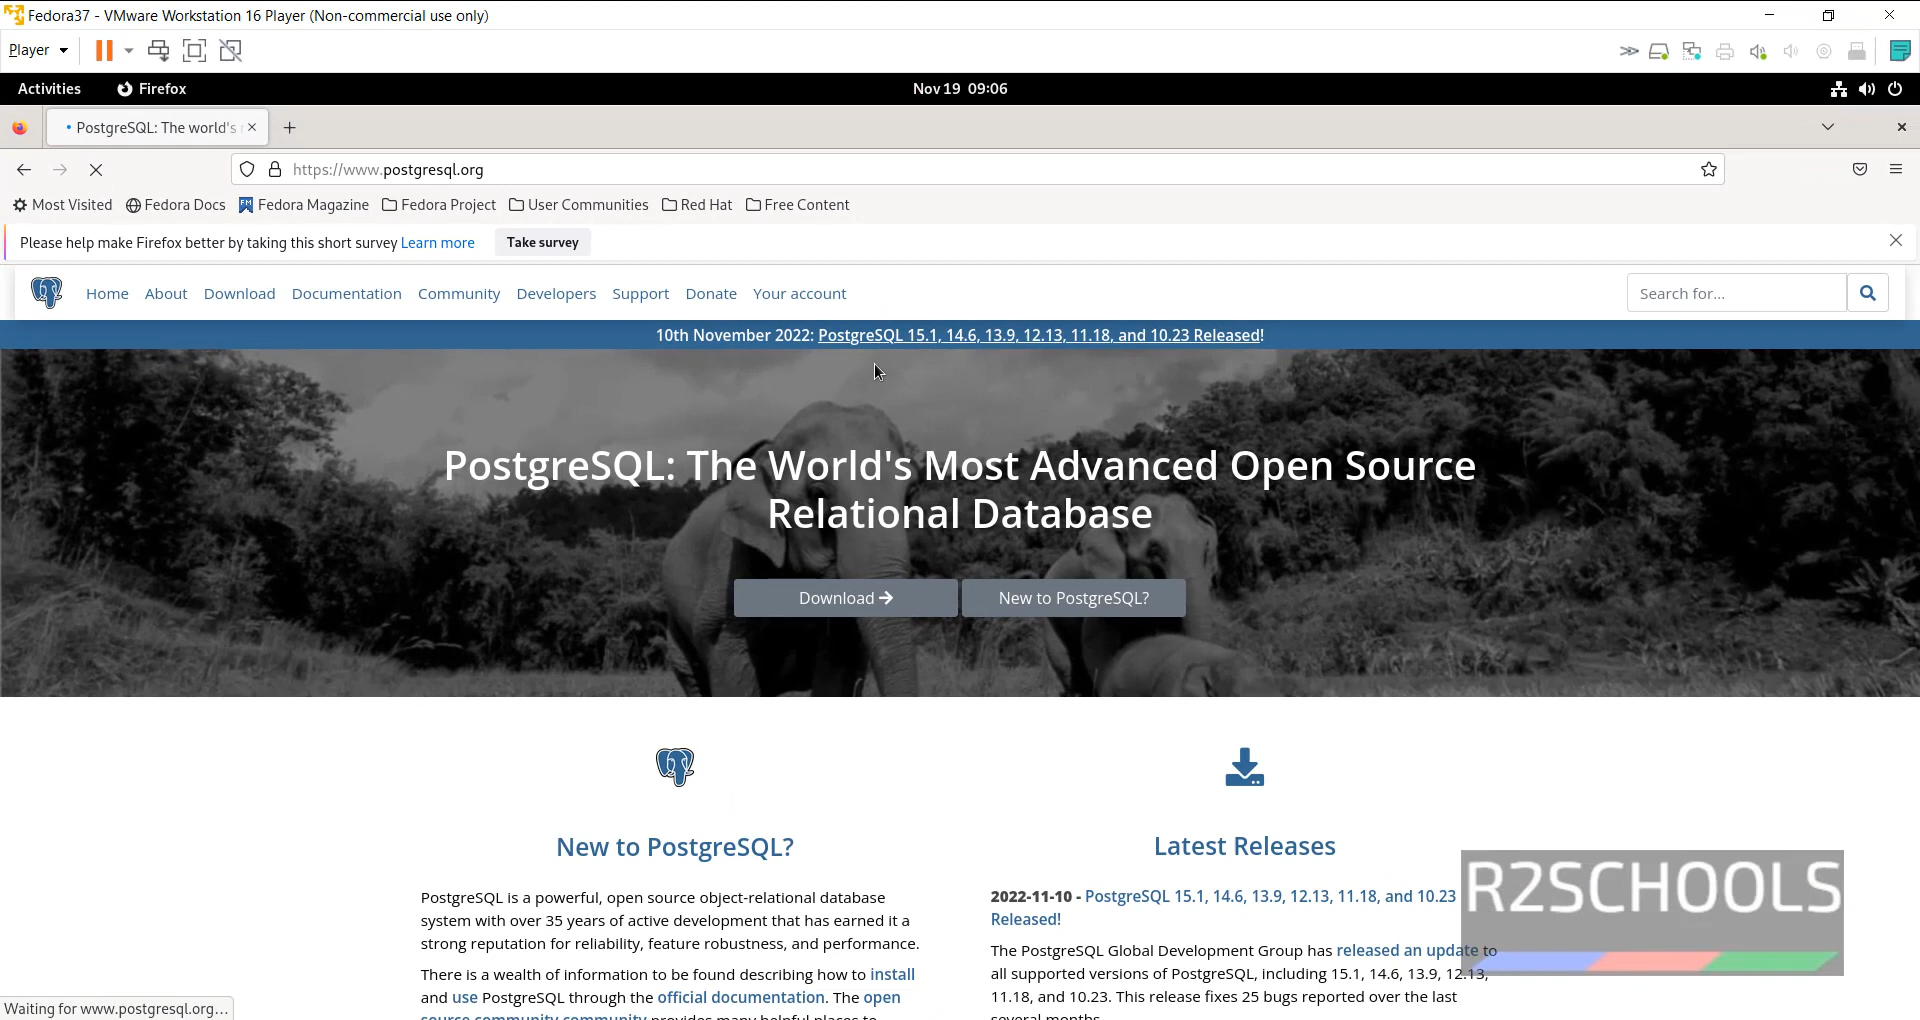 Fedora37 - VMware Workstation 16 Player (Non-commercial use only)
Player
Activities Firefox Nov 19 09:06
PostgreSQL: The world's
https://www.postgresql.org
Most Visited Fedora Docs Fedora Magazine Fedora Project User Communities Red Hat Free Content
Please help make Firefox better by taking this short survey Learn more Take survey
Home About Download Documentation Community Developers Support Donate Your account Search for...
10th November 2022: PostgreSQL 15.1, 14.6, 13.9, 12.13, 11.18, and 10.23 Released!
PostgreSQL: The World's Most Advanced Open Source
Relational Database
Download New to PostgreSQL?
New to PostgreSQL?
PostgreSQL is a powerful, open source object-relational database
system with over 35 years of active development that has earned it a
strong reputation for reliability, feature robustness, and performance.
There is a wealth of information to be found describing how to install
and use PostgreSQL through the official documentation. The open
source community community provides many helpful places to
Latest Releases
2022-11-10 - PostgreSQL 15.1, 14.6, 13.9, 12.13, 11.18, and 10.23
Released!
The PostgreSQL Global Development Group has released an update to
all supported versions of PostgreSQL, including 15.1, 14.6, 13.9, 12.13,
11.18, and 10.23. This release fixes 25 bugs reported over the last
several months.
R2SCHOOLS
Waiting for www.postgresql.org...